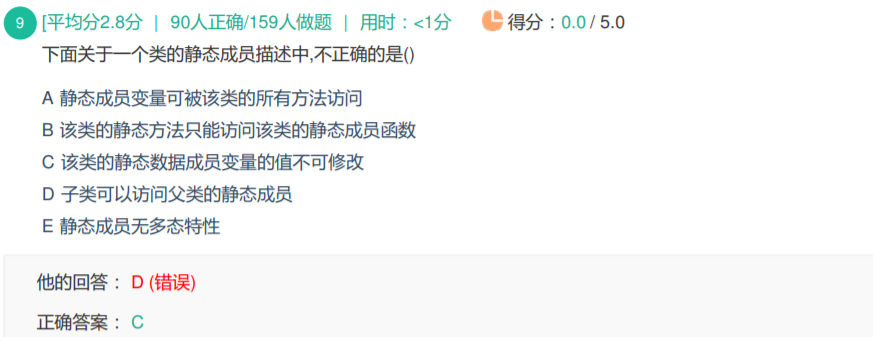 9 [平均分2.8分 | 90人正确/159人做题 | 用时:<1分 得分:0.0 / 5.0
下面关于一个类的静态成员描述中,不正确的是()
A 静态成员变量可被该类的所有方法访问
B 该类的静态方法只能访问该类的静态成员函数
C 该类的静态数据成员变量的值不可修改
D 子类可以访问父类的静态成员
E 静态成员无多态特性
他的回答: D (错误)
正确答案: C